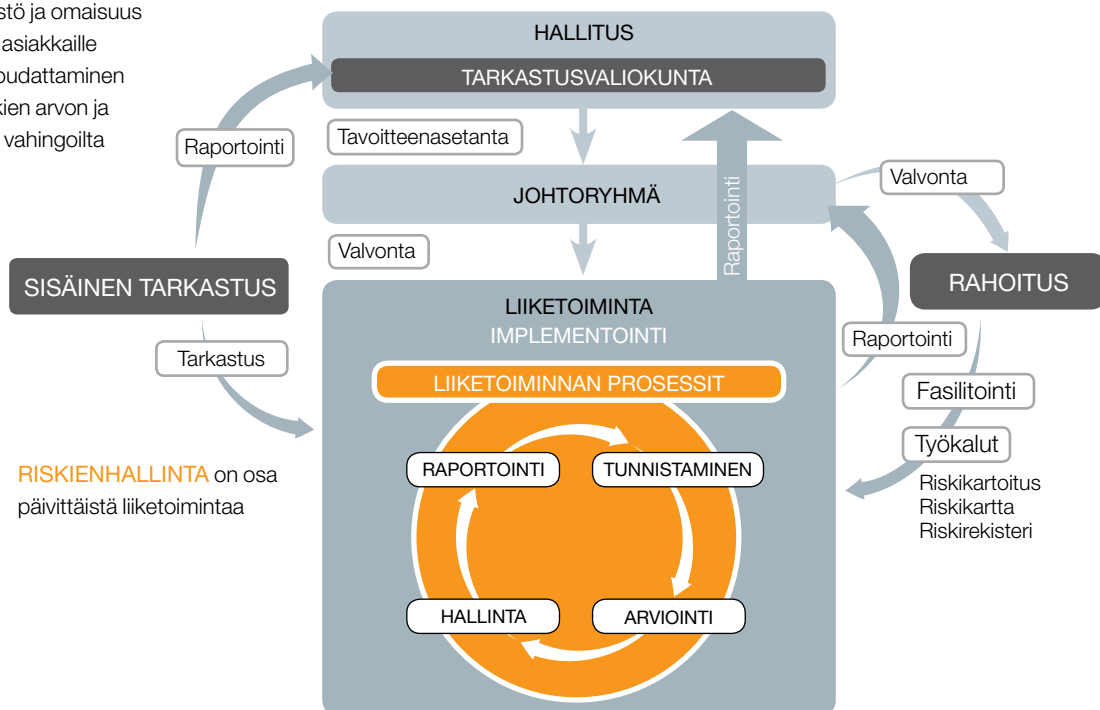 stö ja omaisuus
asiakkaille
oudattaminen
kien arvon ja
vahingoilta
HALLITUS
TARKASTUSVALIOKUNTA
Raportointi
Tavoitteenasetanta
JOHTORYHMÄ
Raportointi
Valvonta
Valvonta
SISÄINEN TARKASTUS
RAHOITUS
LIIKETOIMINTA
IMPLEMENTOINTI
Tarkastus
Raportointi
LIIKETOIMINNAN PROSESSIT
Fasilitointi
Työkalut
Riskikartoitus
Riskikartta
Riskirekisteri
RAPORTOINTI
TUNNISTAMINEN
HALLINTA
ARVIOINTI
RISKIENHALLINTA on osa
päivittäistä liiketoimintaa